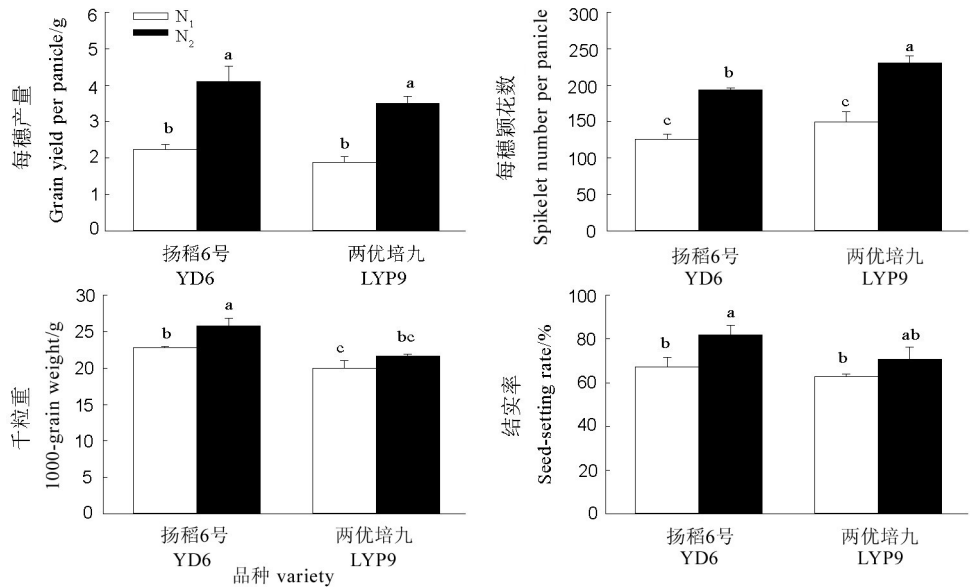 每穗产量
Grain yield per panicle/g
6
5
4
3
2
1
0
N₁
N₂
b
a
b
a
扬稻6号
YD6
两优培九
LYP9
每穗颖花数
Spikelet number per panicle
300
250
200
150
100
50
0
c
b
c
a
扬稻6号
YD6
两优培九
LYP9
千粒重
1000-grain weight/g
30
25
20
15
10
5
0
b
a
c
bc
扬稻6号
YD6
两优培九
LYP9
品种 variety
结实率
Seed-setting rate/%
100
80
60
40
20
0
b
a
b
ab
扬稻6号
YD6
两优培九
LYP9